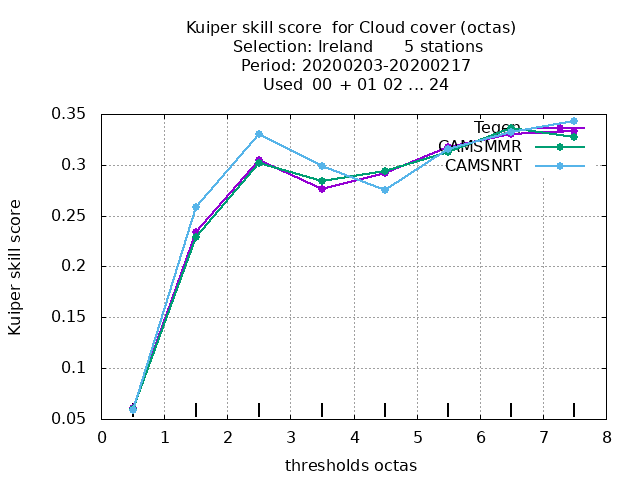 Kuiper skill score  for Cloud cover (octas)
Selection: Ireland      5 stations
Period: 20200203-20200217
Used  00 + 01 02 ... 24
Tegen
CAMSMMR
CAMSNRT
0.35
0.3
0.25
0.2
0.15
0.1
0.05
Kuiper skill score
0 1 2 3 4 5 6 7 8
thresholds octas